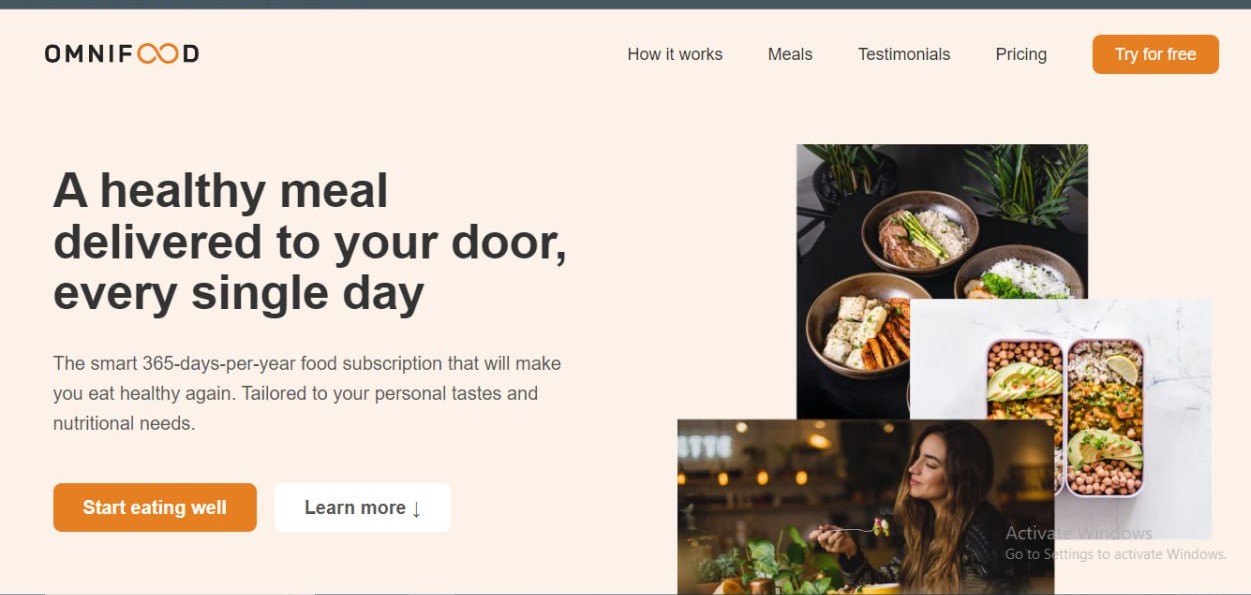 OMNIFOOD
How it works
Meals
Testimonials
Pricing
Try for free
A healthy meal
delivered to your door,
every single day
The smart 365-days-per-year food subscription that will make
you eat healthy again. Tailored to your personal tastes and
nutritional needs.
Start eating well
Learn more ↓
Activate Windows
Go to Settings to activate Windows.